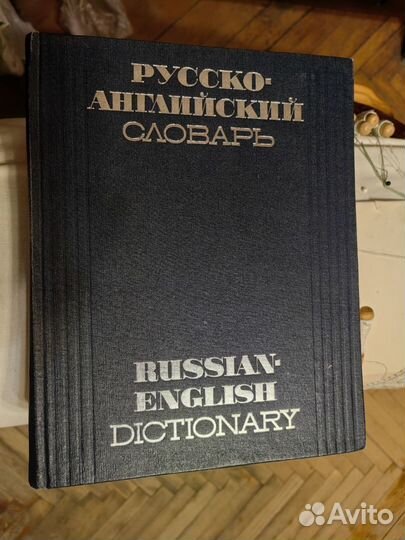 РУССКО-
АНГЛИЙСКИЙ
СЛОВАРЬ
RUSSIAN-
ENGLISH
DICTIONARY
Avito